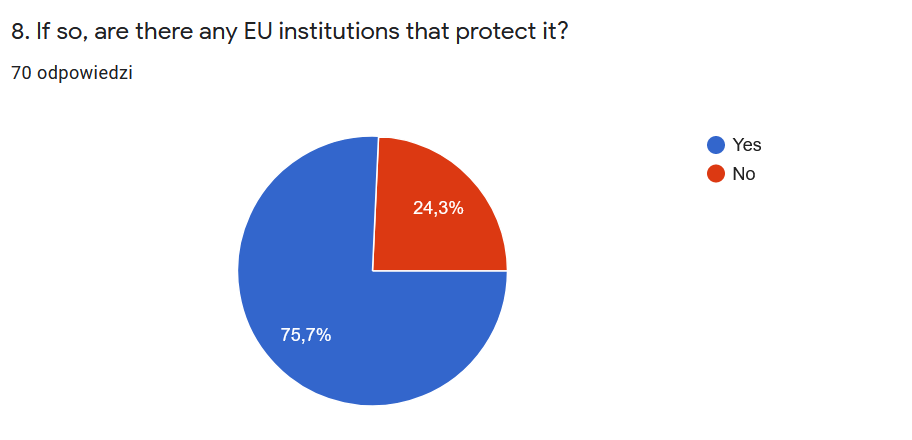 8. If so, are there any EU institutions that protect it?
70 odpowiedzi
Yes
No
24,3%
75,7%